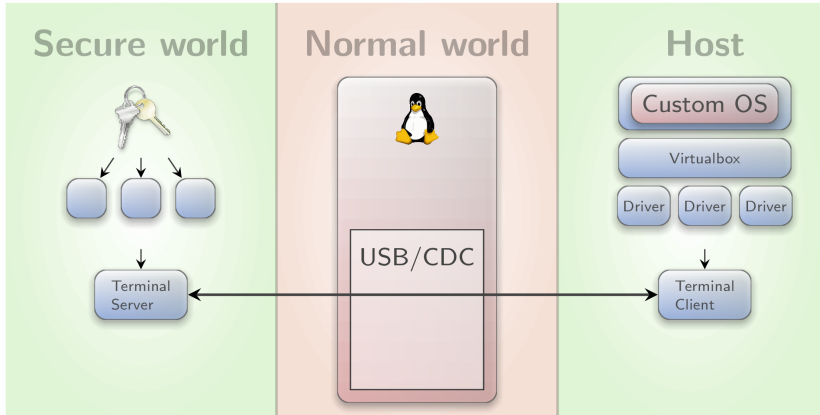 Secure world
Normal world
Host
Custom OS
Virtualbox
Driver
Driver
Driver
USB/CDC
Terminal
Server
Terminal
Client